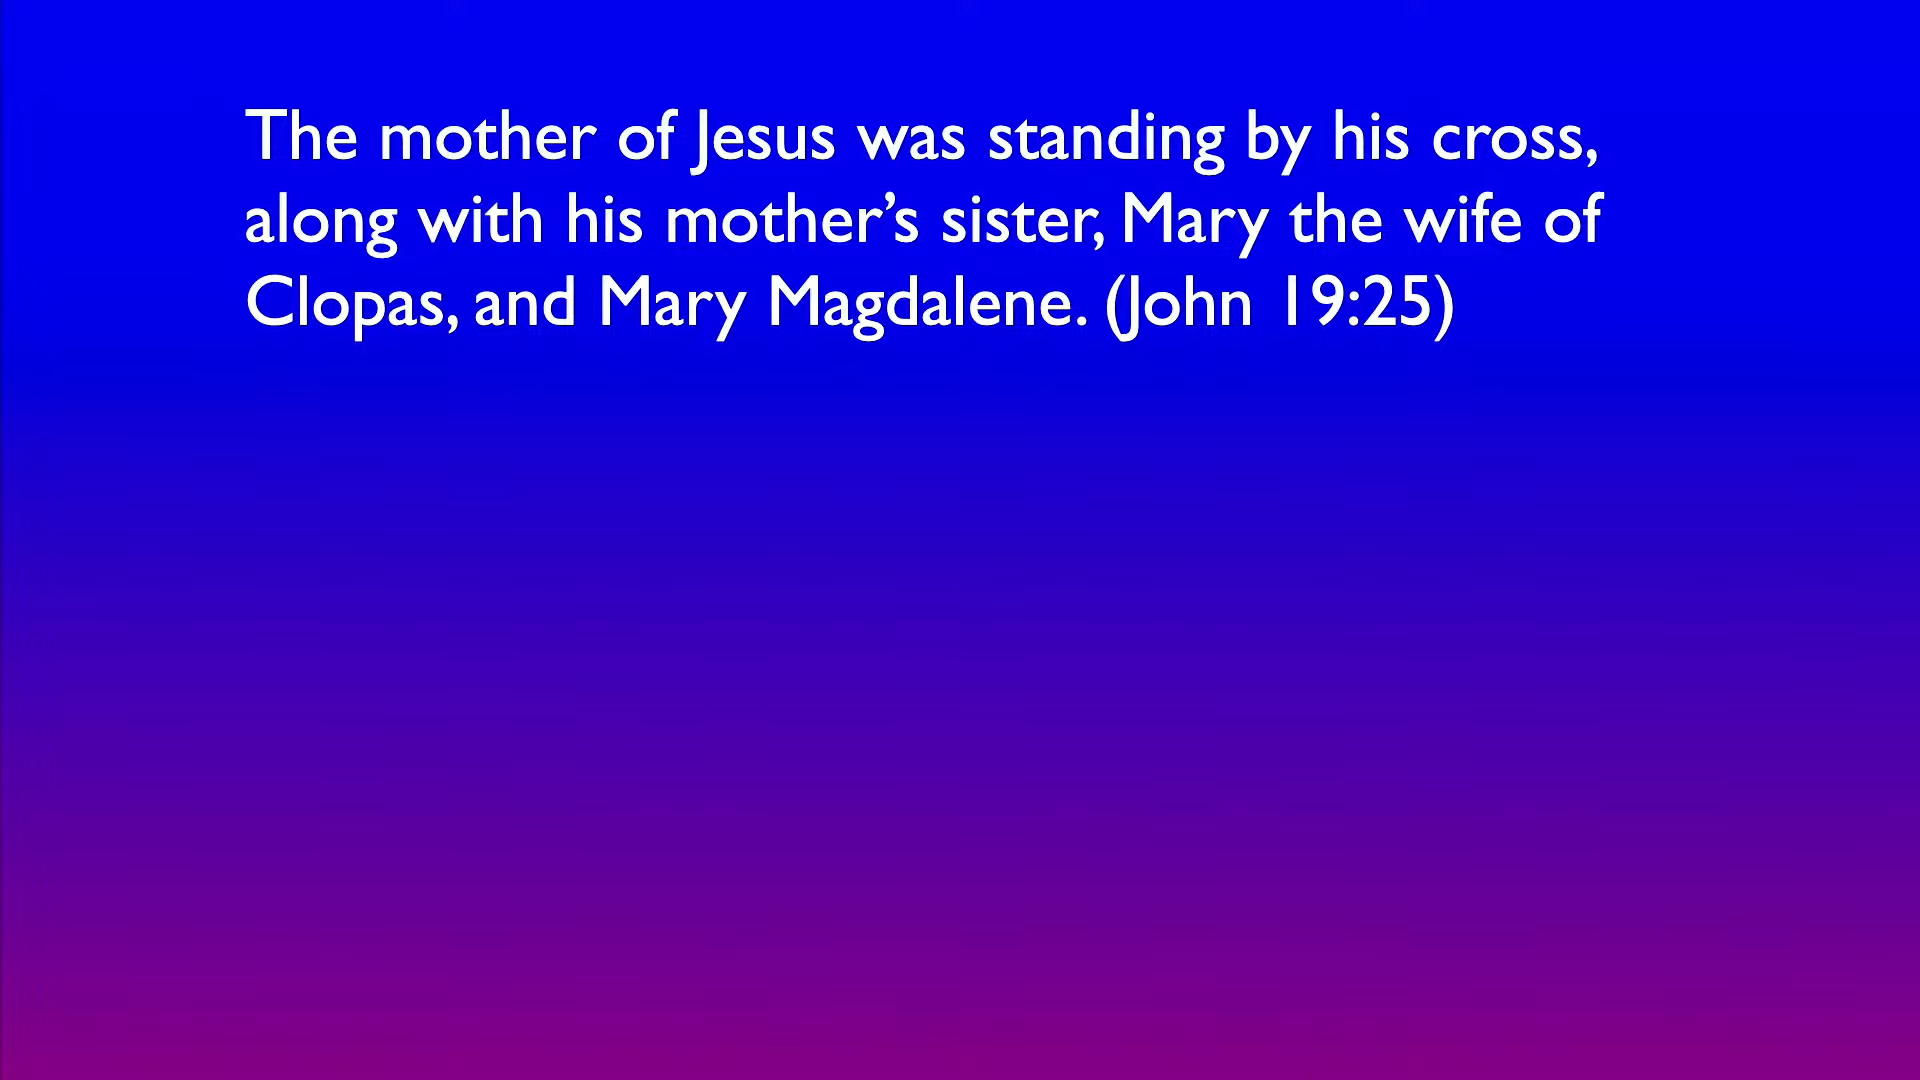 The mother of Jesus was standing by his cross,
along with his mother’s sister, Mary the wife of
Clopas, and Mary Magdalene. (John 19:25)